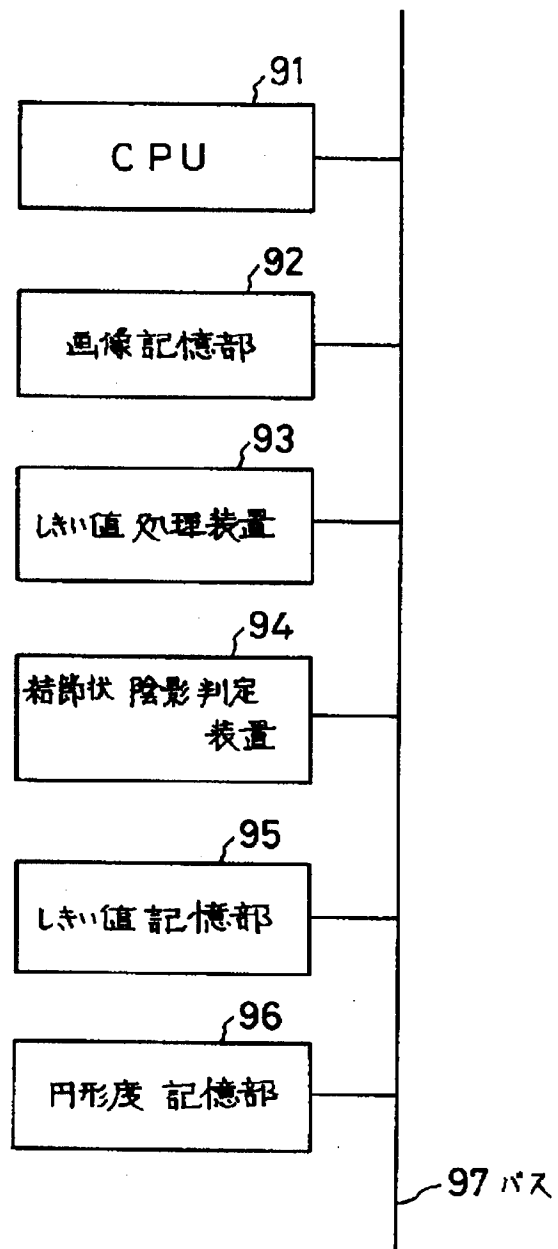 91
CPU
92
画像記憶部
93
しきい値処理装置
94
結節状陰影判定
装置
95
しきい値記憶部
96
円形度記憶部
97 バス